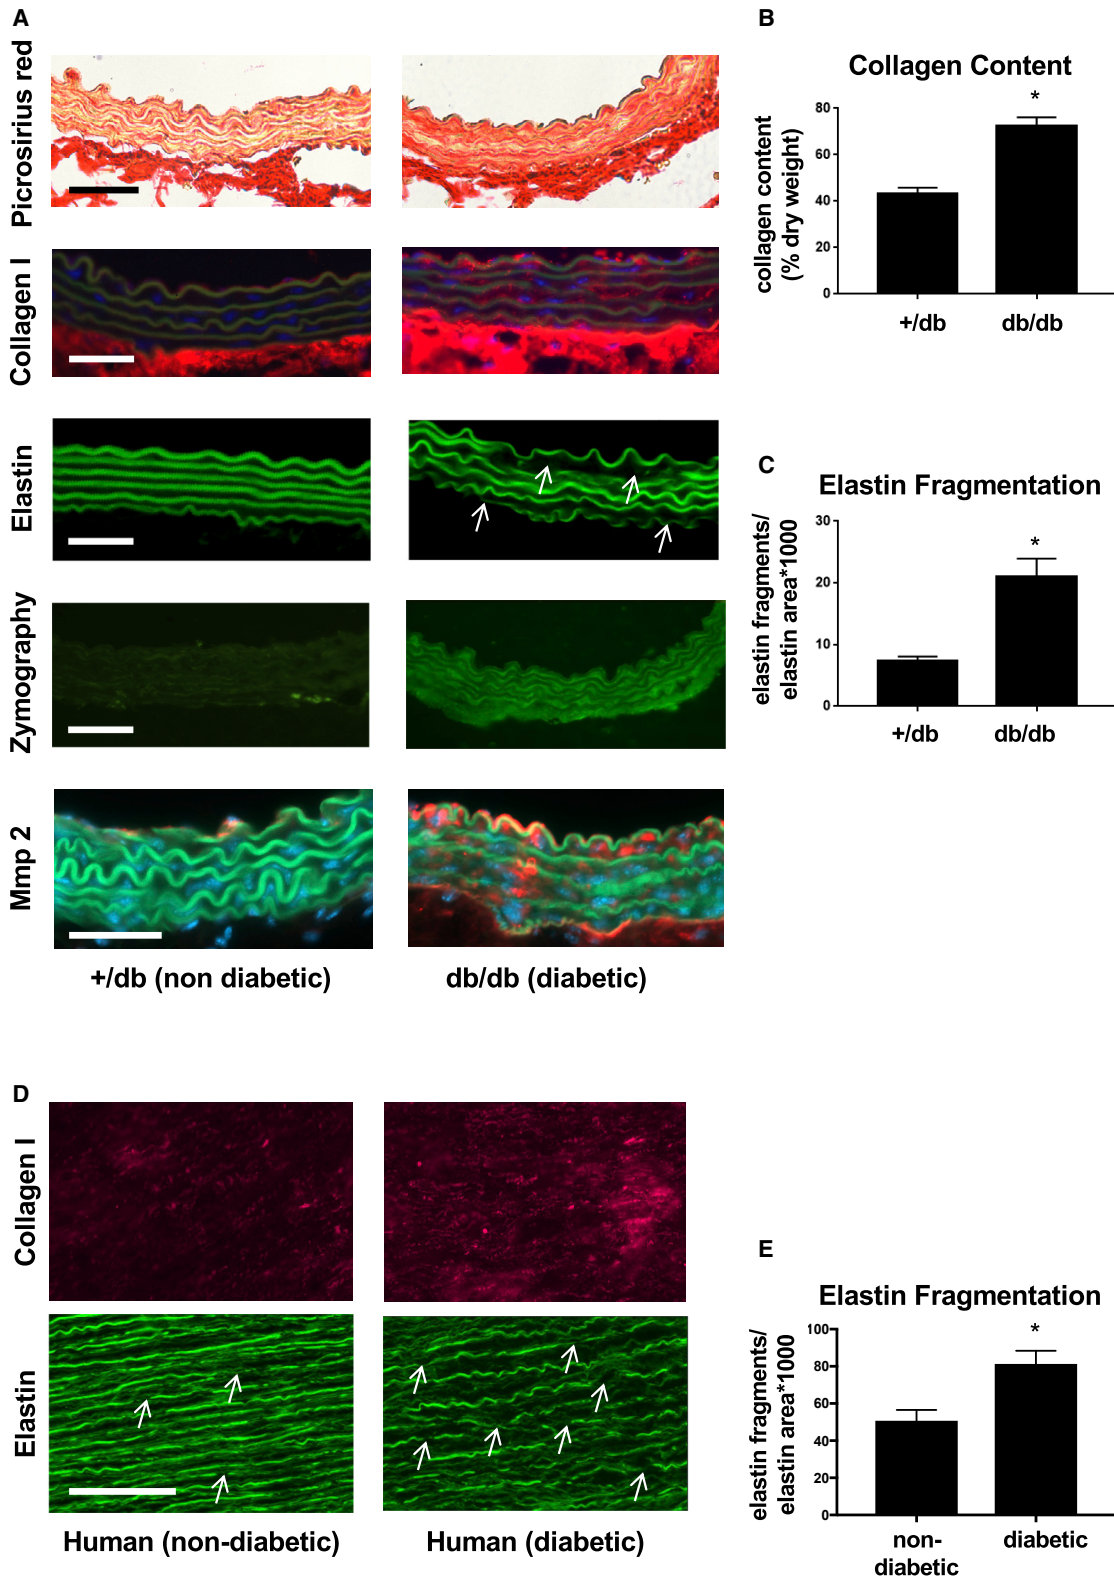 A
Picrosirius red
Collagen I
Elastin
Zymography
Mmp 2
+/db (non diabetic)
db/db (diabetic)
B
Collagen Content
collagen content
(% dry weight)
80
60
40
20
0
*
+/db
db/db
C
Elastin Fragmentation
elastin fragments/
elastin area*1000
30
20
10
0
*
+/db
db/db
D
Collagen I
Elastin
Human (non-diabetic)
Human (diabetic)
E
Elastin Fragmentation
elastin fragments/
elastin area*1000
100
80
60
40
20
0
*
non-
diabetic
diabetic